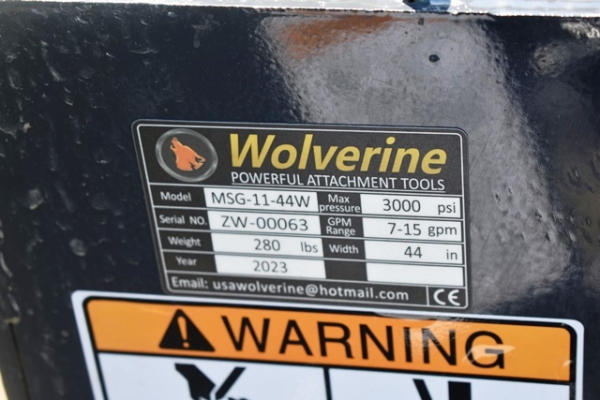 Wolverine
POWERFUL ATTACHMENT TOOLS
Model MSG-11-44W Max pressure 3000 psi
Serial NO. ZW-00063 GPM Range 7-15 gpm
Weight 280 lbs Width 44 in
Year 2023
Email: usawolverine@hotmail.com CE
WARNING